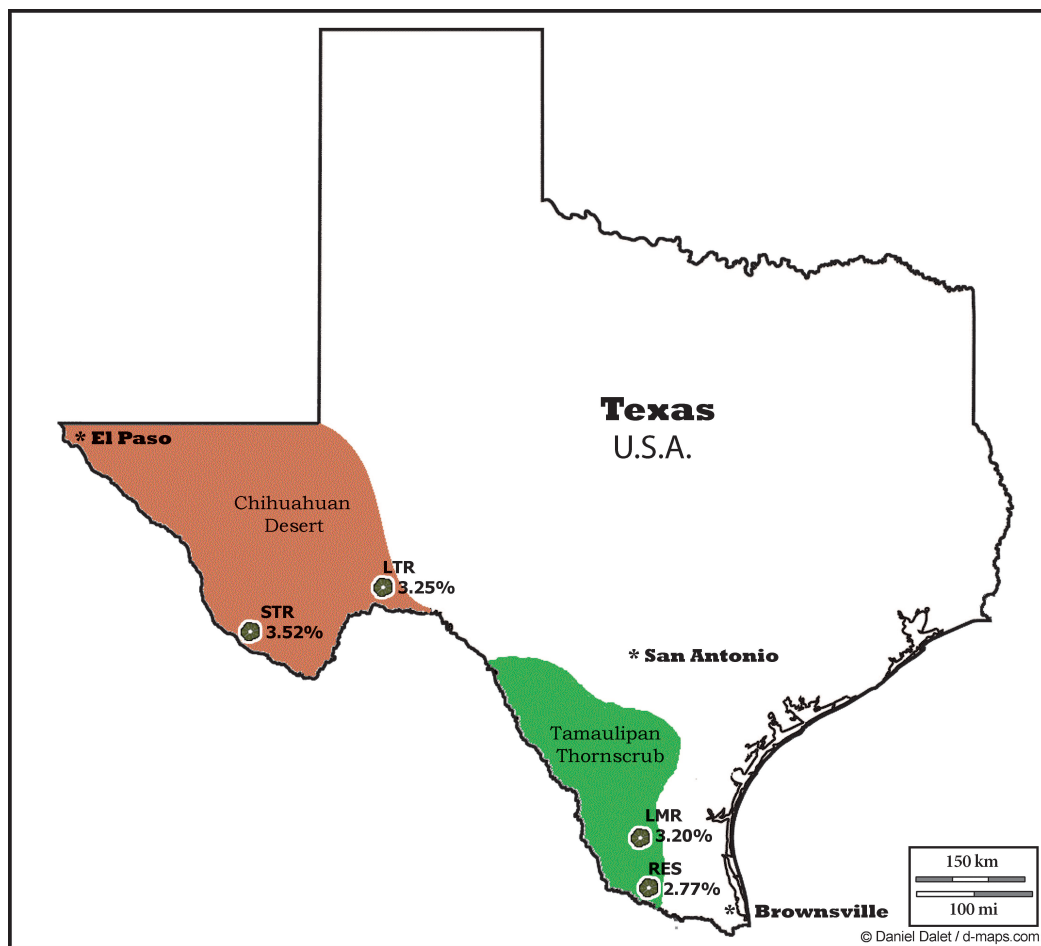 Texas
U.S.A.
* El Paso
Chihuahuan
Desert
LTR
3.25%
STR
3.52%
* San Antonio
Tamaulipan
Thornscrub
LMR
3.20%
RES
2.77%
* Brownsville
150 km
100 mi
© Daniel Dalet / d-maps.com